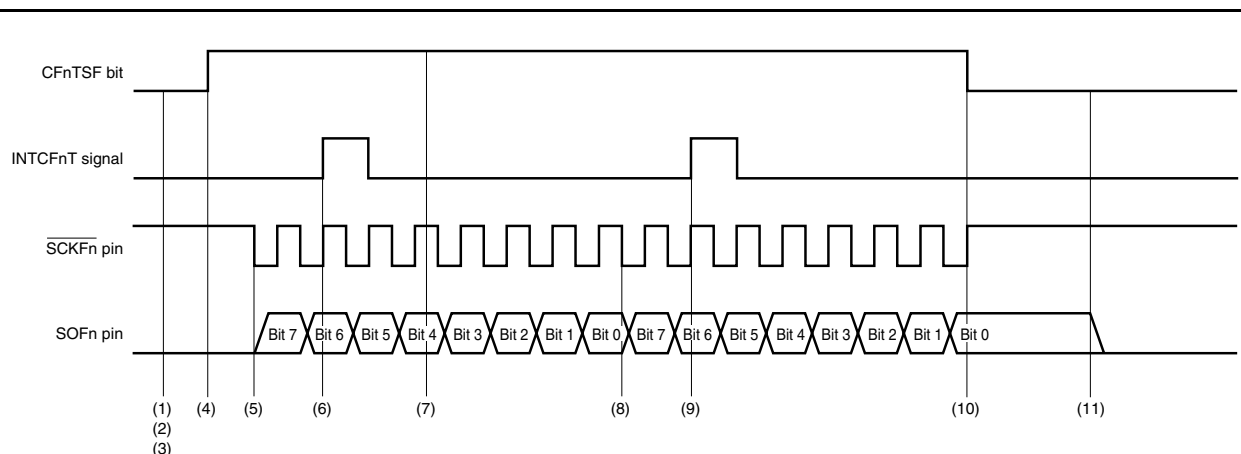 CFnTSF bit
INTCFnT signal
SCKFn pin
SOFn pin
Bit 7 Bit 6 Bit 5 Bit 4 Bit 3 Bit 2 Bit 1 Bit 0 Bit 7 Bit 6 Bit 5 Bit 4 Bit 3 Bit 2 Bit 1 Bit 0
(1) (4) (5) (6) (7) (8) (9) (10) (11)
(2)
(3)